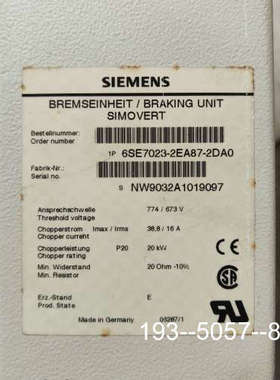 SIEMENS
BREMSEINHEIT / BRAKING UNIT
SIMOVERT
Bestellnummer:
Order number
1P 6SE7023-2EA87-2DA0
Fabrik-Nr.:
Serial no.
S NW9032A1019097
Ansprechschwelle 774 / 673 V
Threshold voltage
Chopperstrom Imax / Irms 38,8 / 16 A
Chopper current
Chopperleistung P20 20 kW
Chopper rating
Min. Widerstand 20 Ohm -10%
Min. Resistor
Erz.-Stand E
Prod. State
Made in Germany
193--5057--8